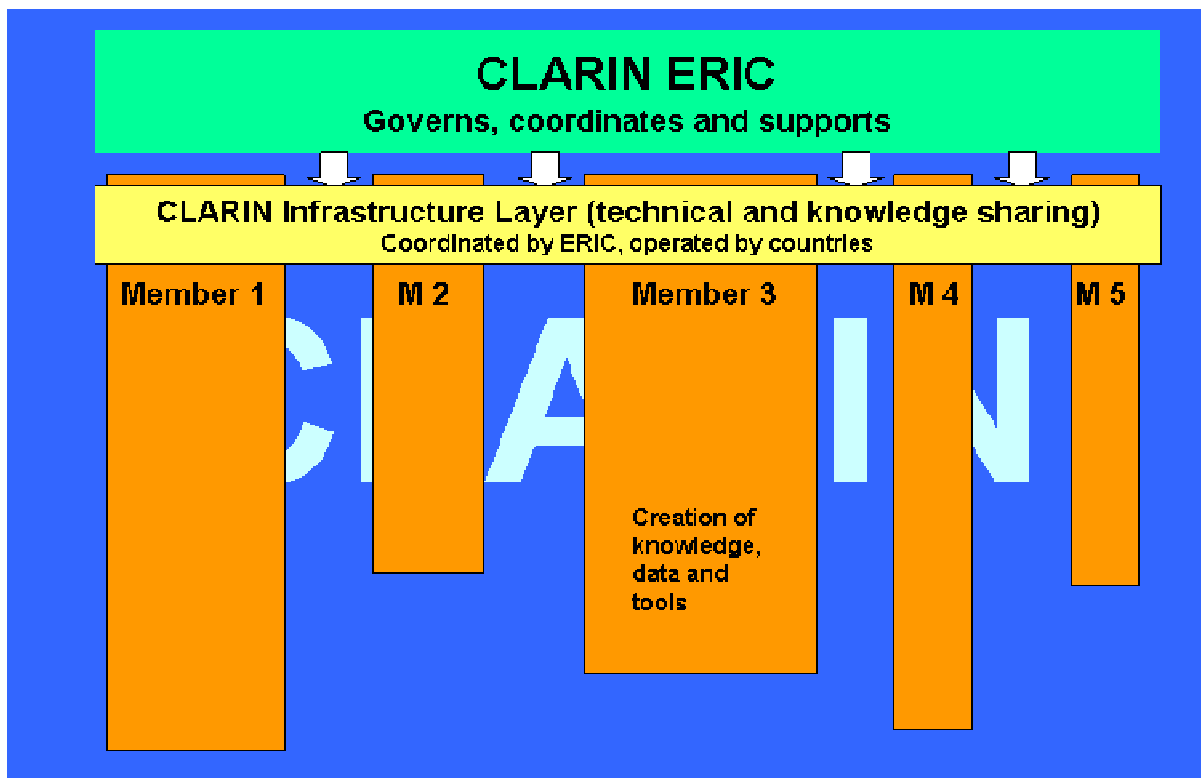 CLARIN ERIC
Governs, coordinates and supports
CLARIN Infrastructure Layer (technical and knowledge sharing)
Coordinated by ERIC, operated by countries
Member 1
M 2
Member 3
M 4
M 5
CLARIN
Creation of
knowledge,
data and
tools